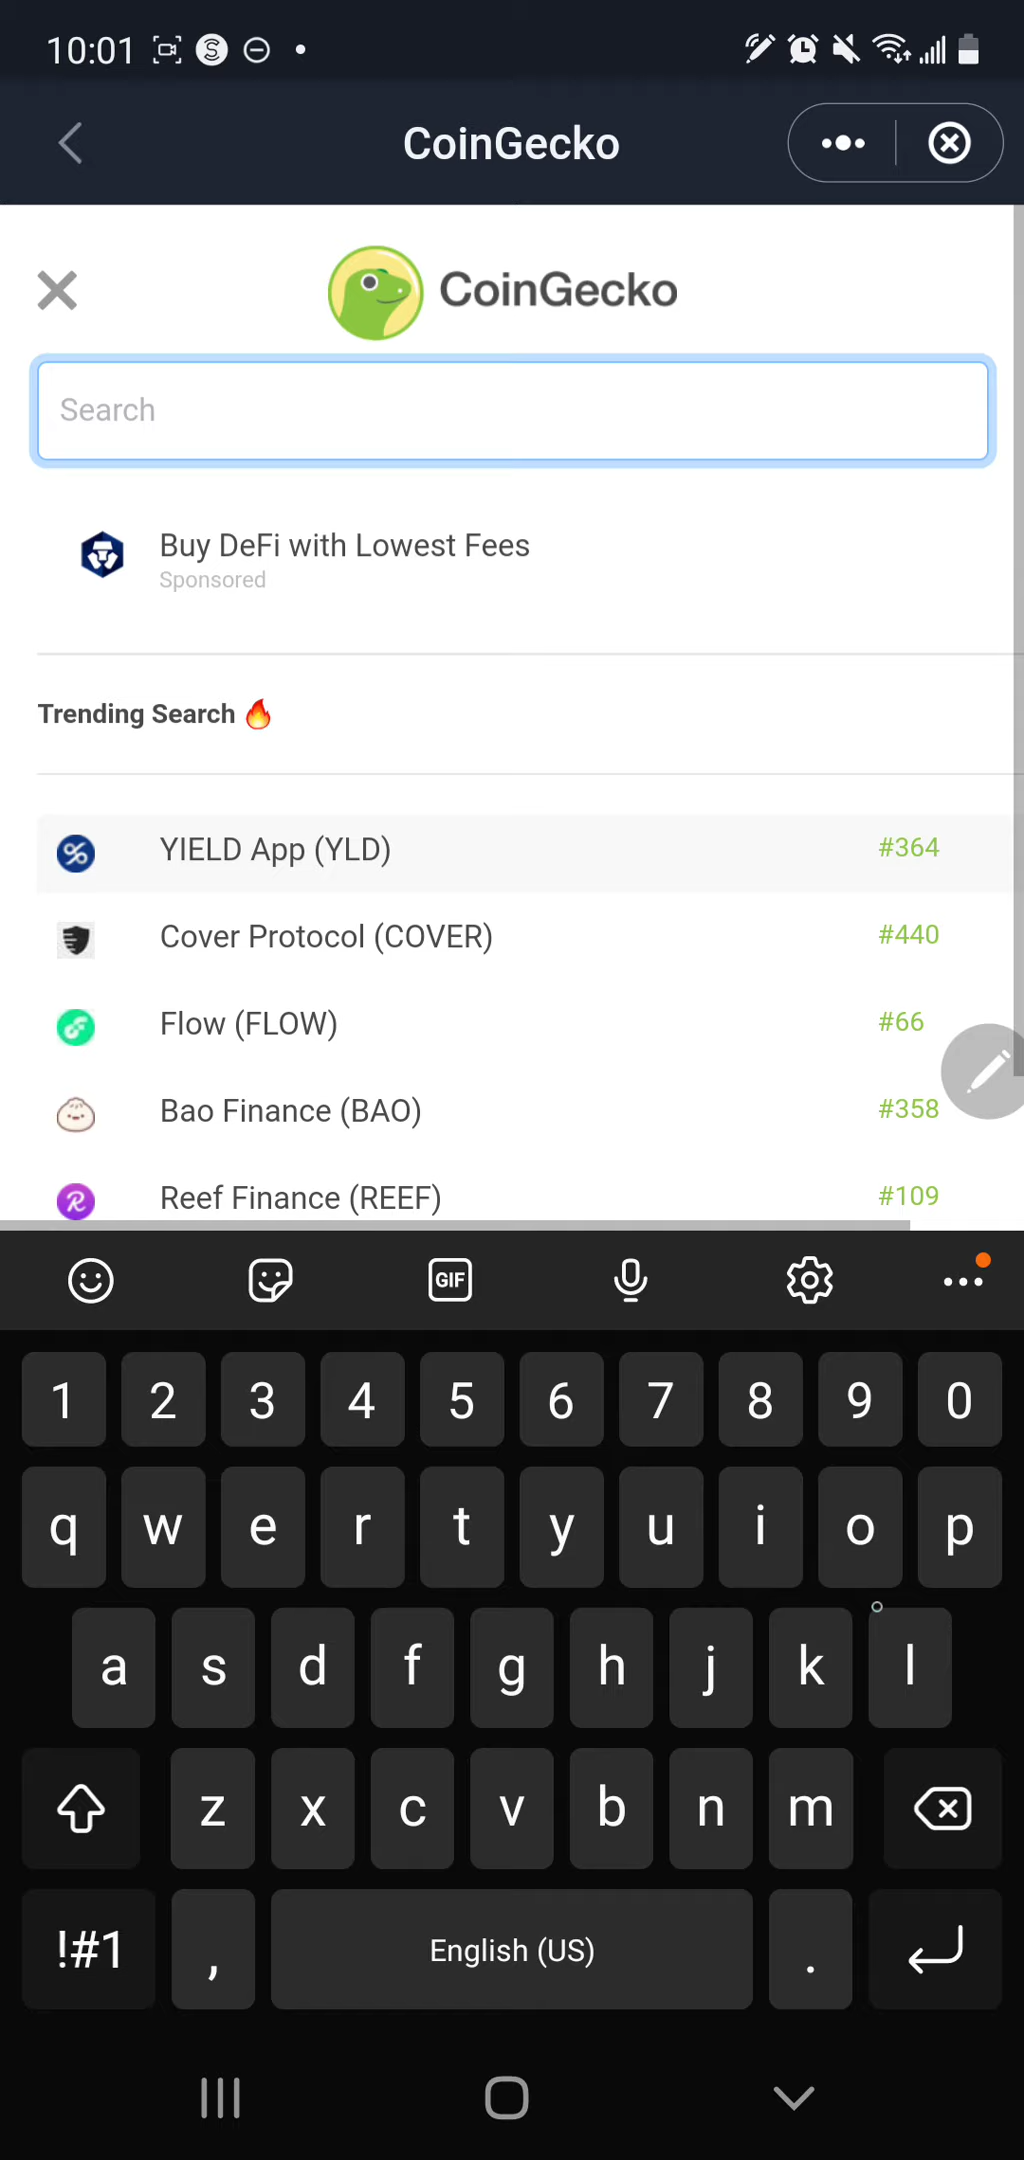 10:01
CoinGecko
CoinGecko
Search
Buy DeFi with Lowest Fees
Sponsored
Trending Search 🔥
YIELD App (YLD) #364
Cover Protocol (COVER) #440
Flow (FLOW) #66
Bao Finance (BAO) #358
Reef Finance (REEF) #109
GIF
1 2 3 4 5 6 7 8 9 0
q w e r t y u i o p
a s d f g h j k l
z x c v b n m
!#1 , English (US) .